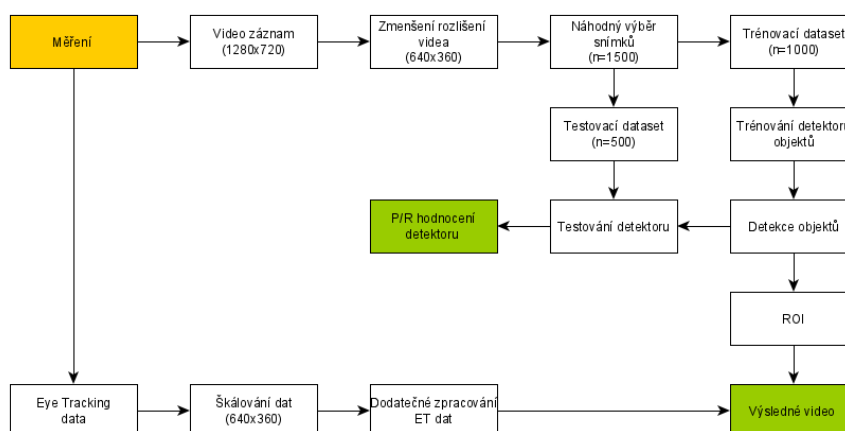 Měření
Video záznam
(1280x720)
Zmenšení rozlišení
videa
(640x360)
Náhodný výběr
snímků
(n=1500)
Trénovací dataset
(n=1000)
Testovací dataset
(n=500)
Trénování detektoru
objektů
P/R hodnocení
detektoru
Testování detektoru
Detekce objektů
ROI
Eye Tracking
data
Škálování dat
(640x360)
Dodatečné zpracování
ET dat
Výsledné video